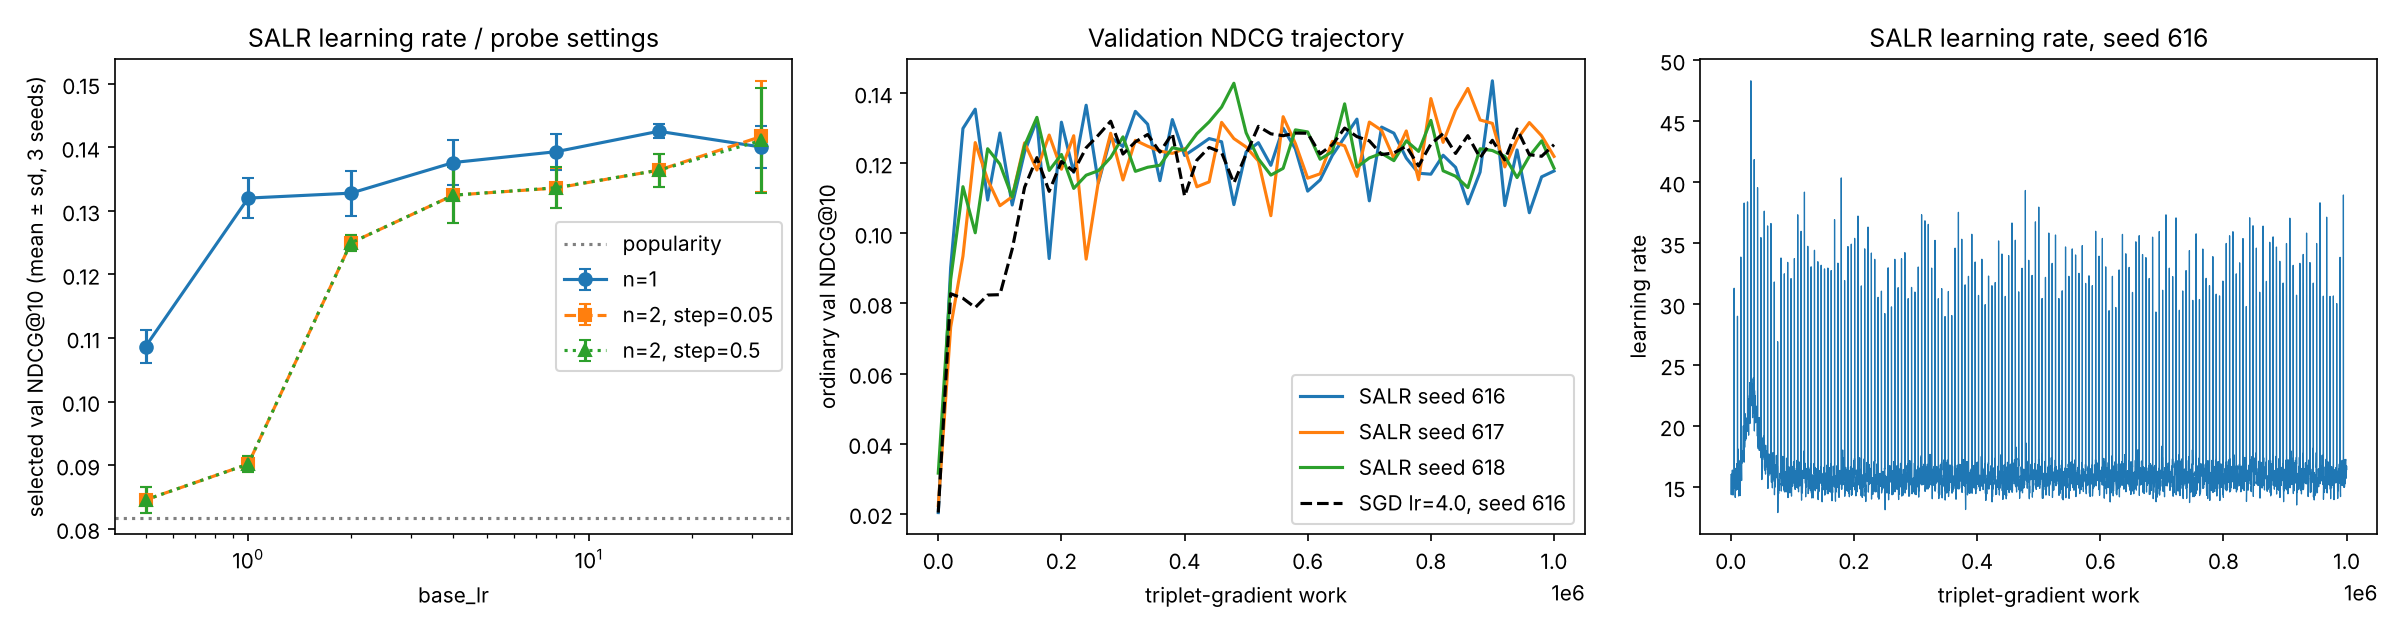 SALR learning rate / probe settings
selected val NDCG@10 (mean ± sd, 3 seeds)
0.15
0.14
0.13
0.12
0.11
0.10
0.09
0.08
popularity
n=1
n=2, step=0.05
n=2, step=0.5
10⁰
10¹
base_lr
Validation NDCG trajectory
ordinary val NDCG@10
0.14
0.12
0.10
0.08
0.06
0.04
0.02
SALR seed 616
SALR seed 617
SALR seed 618
SGD lr=4.0, seed 616
0.0
0.2
0.4
0.6
0.8
1.0
1e6
triplet-gradient work
SALR learning rate, seed 616
learning rate
50
45
40
35
30
25
20
15
0.0
0.2
0.4
0.6
0.8
1.0
1e6
triplet-gradient work